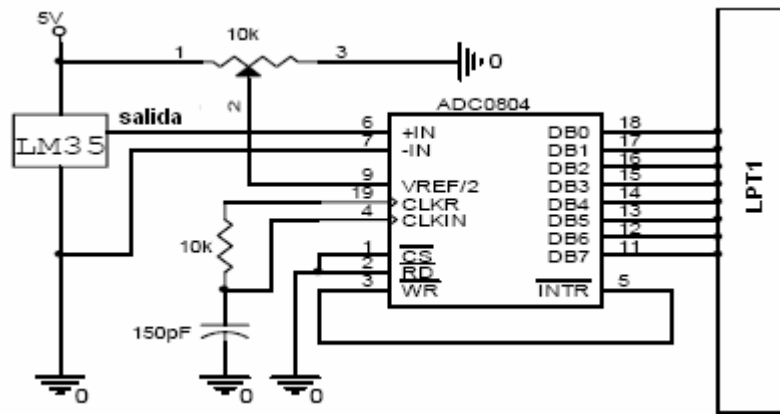 5V
1
10k
3
0
2
ADC0804
salida
LM35
6
+IN
DB0
18
7
-IN
DB1
17
DB2
16
9
VREF/2
DB3
15
19
CLKR
DB4
14
4
CLKIN
DB5
13
DB6
12
1
CS
DB7
11
2
RD
3
WR
INTR
5
10k
150pF
0
0
0
LPT1